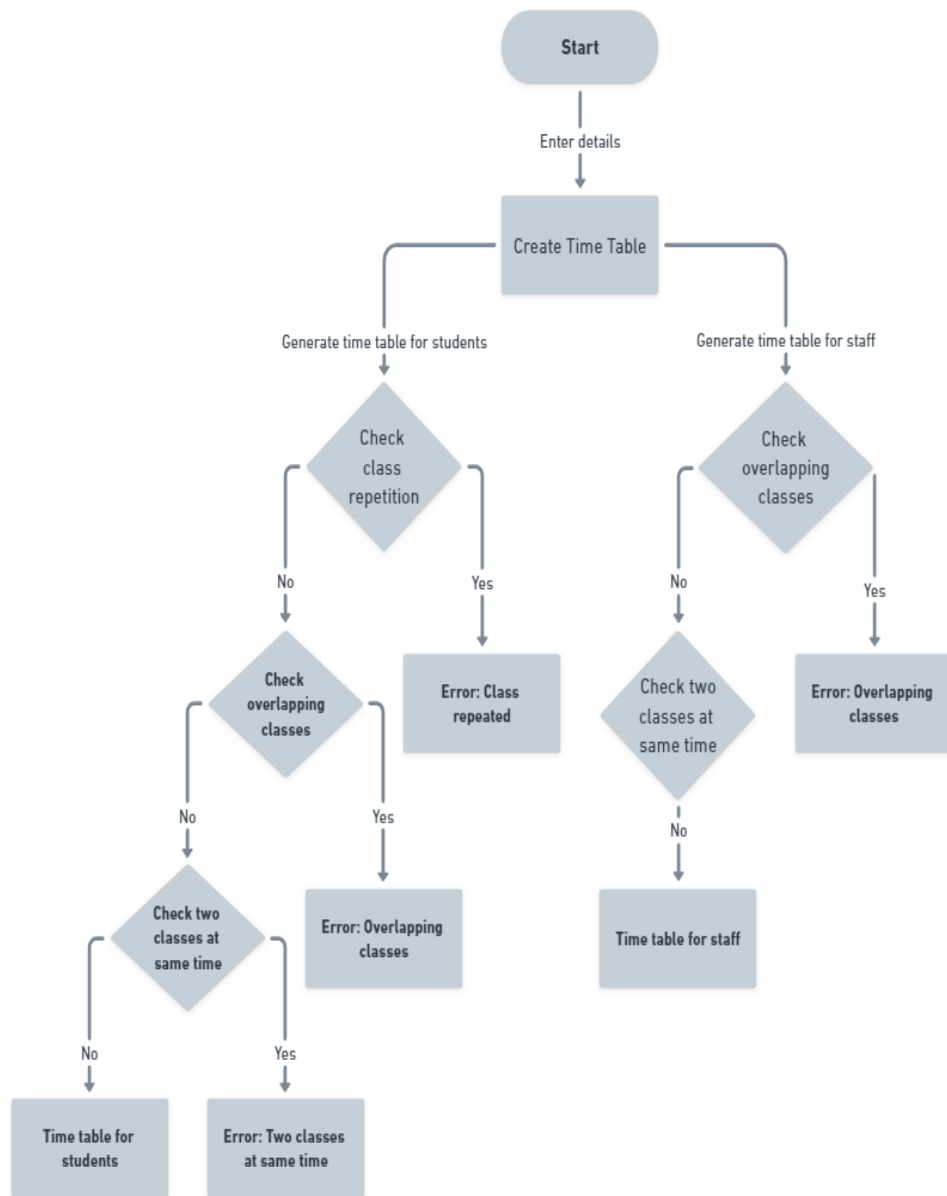 Start
Enter details
Create Time Table
Generate time table for students
Generate time table for staff
Check
class
repetition
Check
overlapping
classes
No
Yes
No
Yes
Check
overlapping
classes
Error: Class
repeated
Check two
classes at
same time
Error: Overlapping
classes
No
Yes
No
Check two
classes at
same time
Error: Overlapping
classes
Time table for staff
No
Yes
Time table for
students
Error: Two classes
at same time